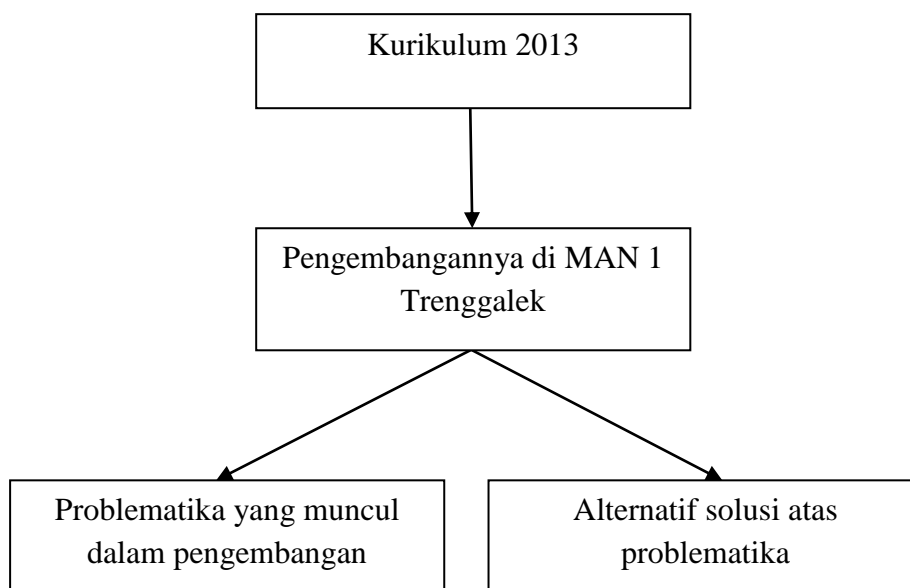 Kurikulum 2013
Pengembangannya di MAN 1
Trenggalek
Problematika yang muncul
dalam pengembangan
Alternatif solusi atas
problematika